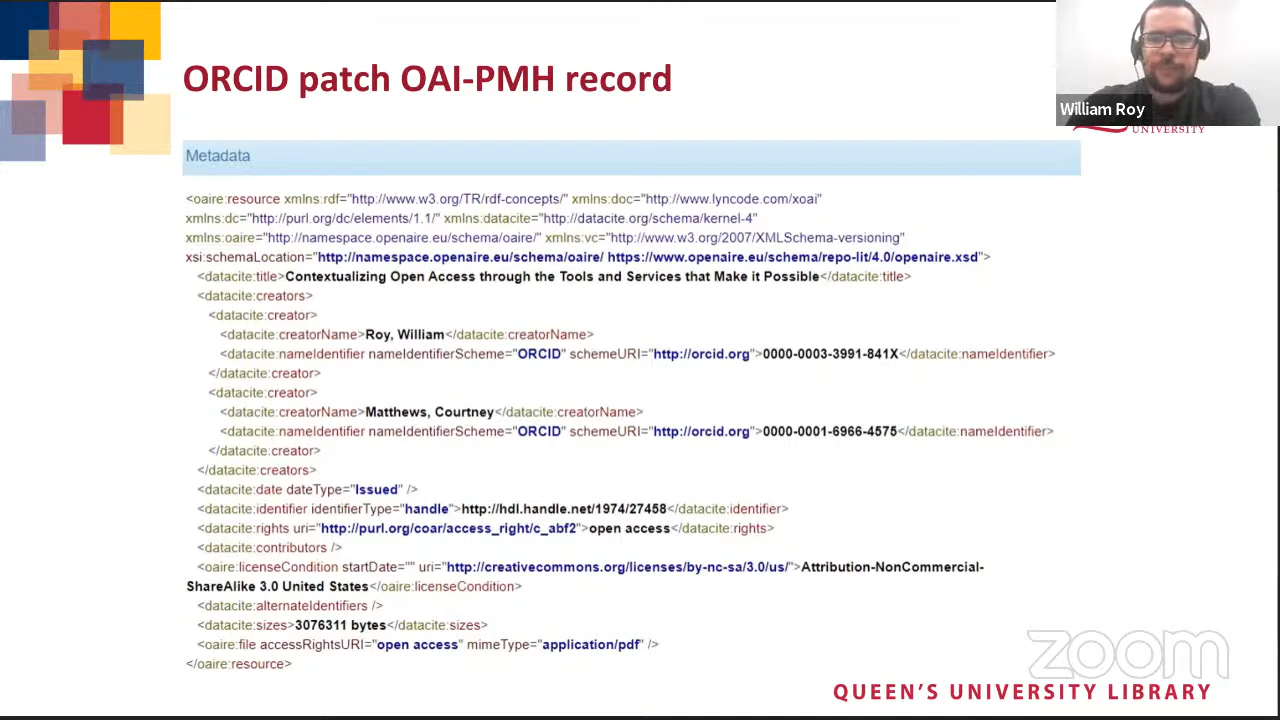 ORCID patch OAI-PMH record
William Roy
UNIVERSITY
Metadata
<oaire:resource xmlns:rdf="http://www.w3.org/TR/rdf-concepts/" xmlns:doc="http://www.lyncode.com/xoai"
xmlns:dc="http://purl.org/dc/elements/1.1/" xmlns:datacite="http://datacite.org/schema/kernel-4"
xmlns:oaire="http://namespace.openaire.eu/schema/oaire/" xmlns:vc="http://www.w3.org/2007/XMLSchema-versioning"
xsi:schemaLocation="http://namespace.openaire.eu/schema/oaire/ https://www.openaire.eu/schema/repo-lit/4.0/openaire.xsd">
<datacite:title>Contextualizing Open Access through the Tools and Services that Make it Possible</datacite:title>
<datacite:creators>
<datacite:creator>
<datacite:creatorName>Roy, William</datacite:creatorName>
<datacite:nameIdentifier nameIdentifierScheme="ORCID" schemeURI="http://orcid.org">0000-0003-3991-841X</datacite:nameIdentifier>
</datacite:creator>
<datacite:creator>
<datacite:creatorName>Matthews, Courtney</datacite:creatorName>
<datacite:nameIdentifier nameIdentifierScheme="ORCID" schemeURI="http://orcid.org">0000-0001-6966-4575</datacite:nameIdentifier>
</datacite:creator>
</datacite:creators>
<datacite:date dateType="Issued" />
<datacite:identifier identifierType="handle">http://hdl.handle.net/1974/27458</datacite:identifier>
<datacite:rights uri="http://purl.org/coar/access_right/c_abf2">open access</datacite:rights>
<datacite:contributors />
<oaire:licenseCondition startDate="" uri="http://creativecommons.org/licenses/by-nc-sa/3.0/us/">Attribution-NonCommercial-
ShareAlike 3.0 United States</oaire:licenseCondition>
<datacite:alternateIdentifiers />
<datacite:sizes>3076311 bytes</datacite:sizes>
<oaire:file accessRightsURI="open access" mimeType="application/pdf" />
</oaire:resource>
zoom
QUEEN'S UNIVERSITY LIBRARY